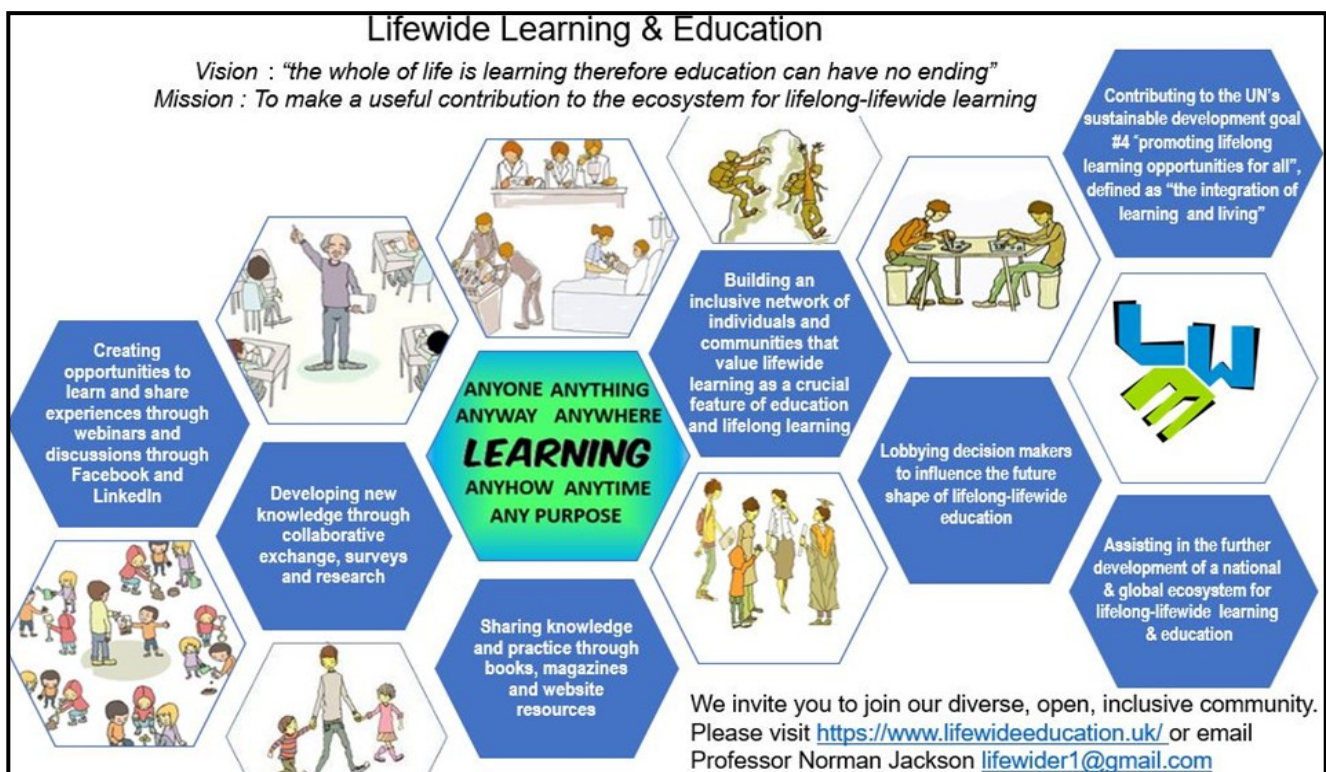 Lifewide Learning & Education
Vision : “the whole of life is learning therefore education can have no ending”
Mission : To make a useful contribution to the ecosystem for lifelong-lifewide learning
Contributing to the UN's
sustainable development goal
#4 “promoting lifelong
learning opportunities for all”,
defined as “the integration of
learning and living”
Building an
inclusive network of
individuals and
communities that
value lifewide
learning as a crucial
feature of education
and lifelong learning
Creating
opportunities to
learn and share
experiences through
webinars and
discussions through
Facebook and
LinkedIn
ANYONE ANYTHING
ANYWAY ANYWHERE
LEARNING
ANYHOW ANYTIME
ANY PURPOSE
LWE
Lobbying decision makers
to influence the future
shape of lifelong-lifewide
education
Developing new
knowledge through
collaborative
exchange, surveys
and research
Assisting in the further
development of a national
& global ecosystem for
lifelong-lifewide learning
& education
Sharing knowledge
and practice through
books, magazines
and website
resources
We invite you to join our diverse, open, inclusive community.
Please visit https://www.lifewideeducation.uk/ or email
Professor Norman Jackson lifewider1@gmail.com